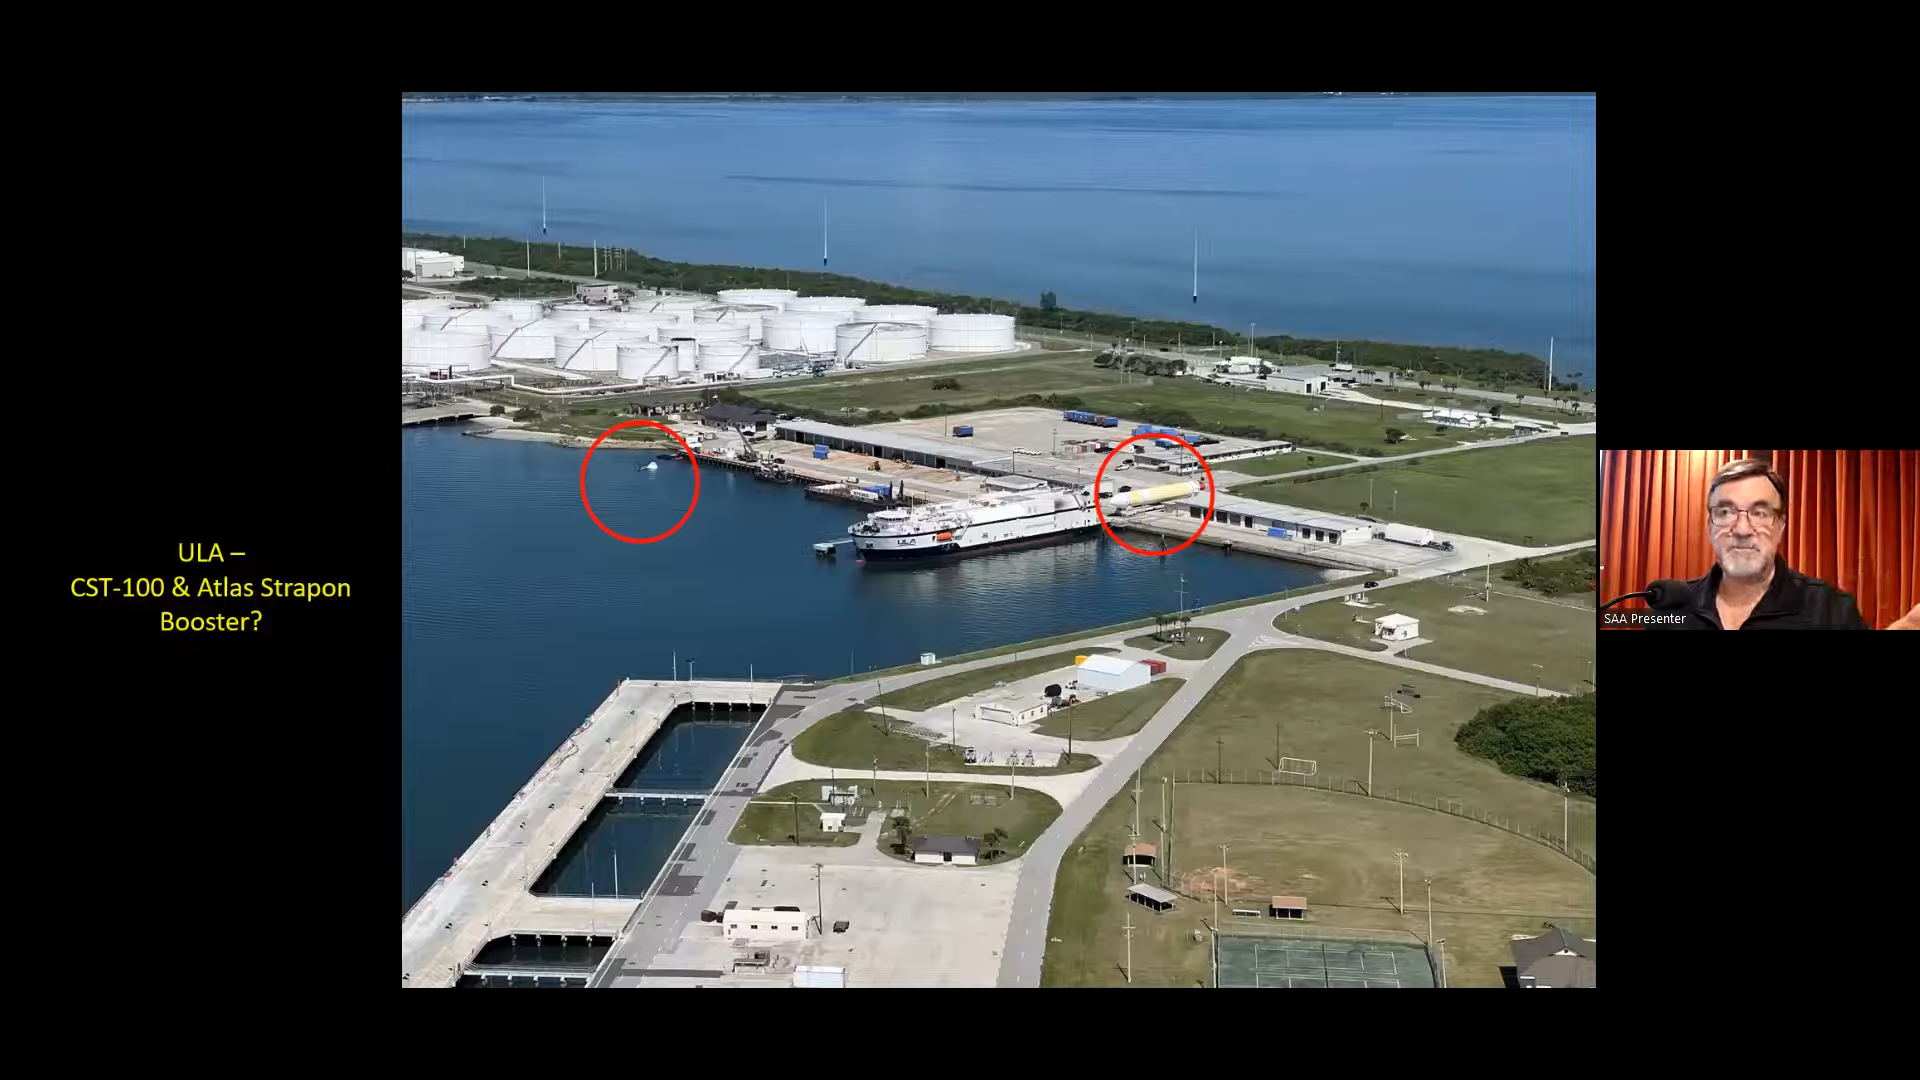 ULA –
CST-100 & Atlas Strapon
Booster?
ULA
SAA Presenter